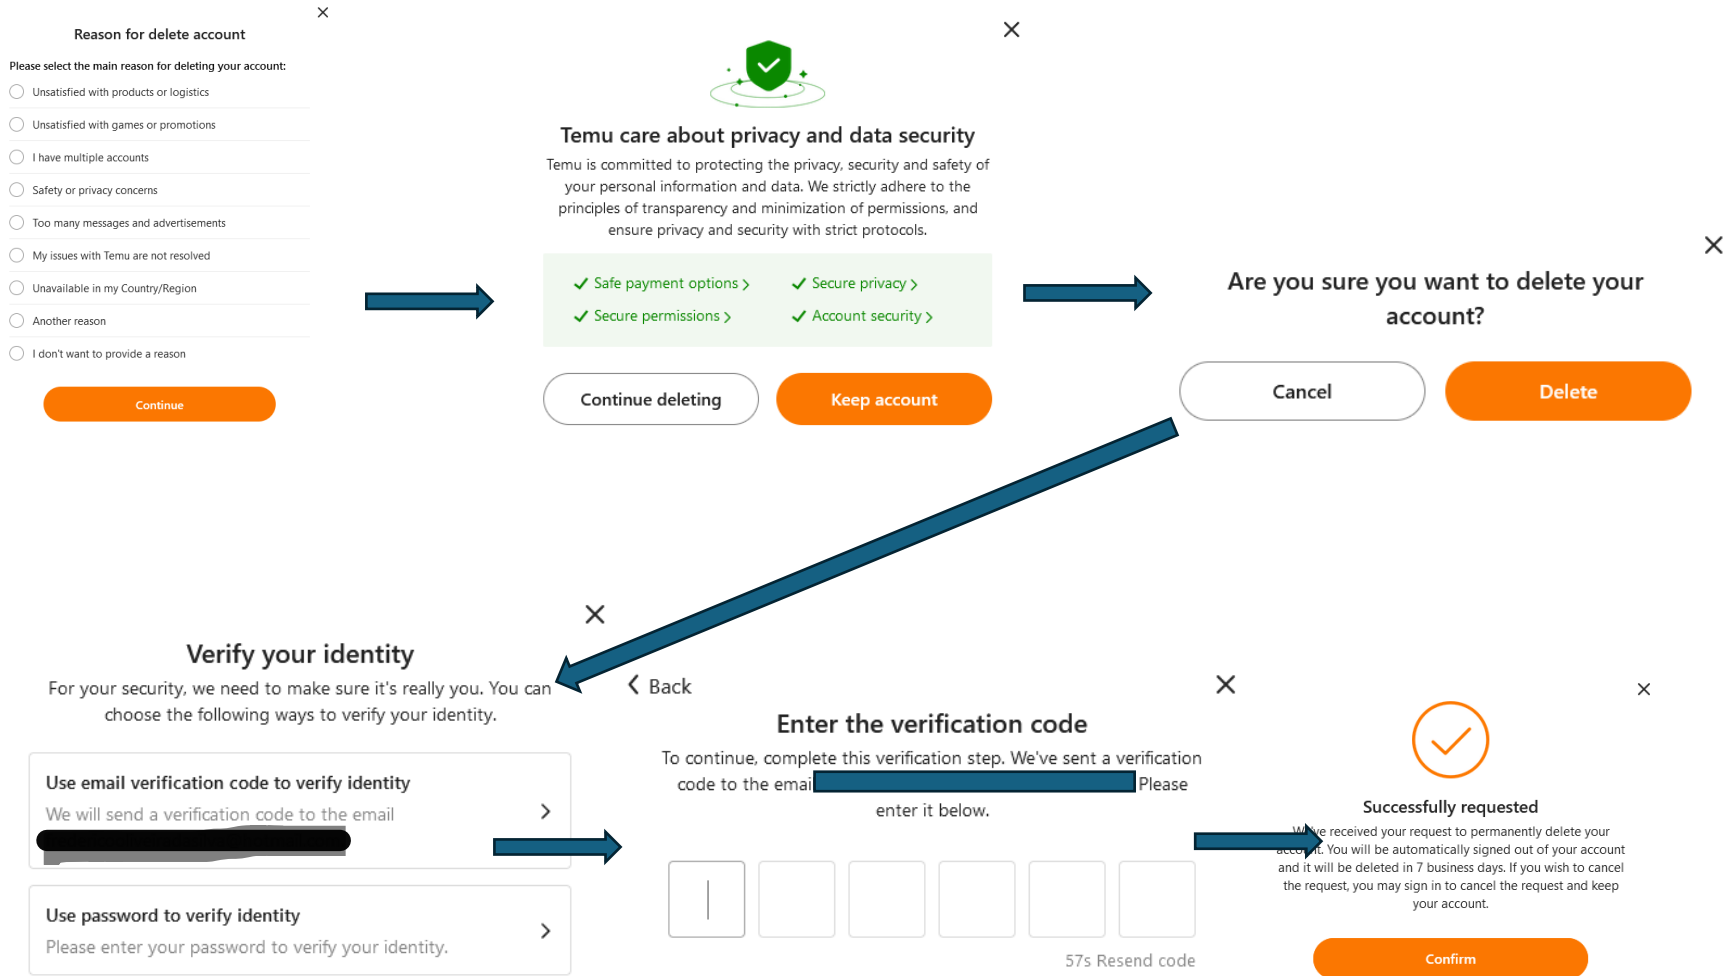 Reason for delete account
Please select the main reason for deleting your account:
Unsatisfied with products or logistics
Unsatisfied with games or promotions
I have multiple accounts
Safety or privacy concerns
Too many messages and advertisements
My issues with Temu are not resolved
Unavailable in my Country/Region
Another reason
I don't want to provide a reason
Continue
Temu care about privacy and data security
Temu is committed to protecting the privacy, security and safety of
your personal information and data. We strictly adhere to the
principles of transparency and minimization of permissions, and
ensure privacy and security with strict protocols.
Safe payment options >
Secure privacy >
Secure permissions >
Account security >
Continue deleting
Keep account
Are you sure you want to delete your
account?
Cancel
Delete
Verify your identity
For your security, we need to make sure it's really you. You can
choose the following ways to verify your identity.
Use email verification code to verify identity
We will send a verification code to the email
Use password to verify identity
Please enter your password to verify your identity.
Back
Enter the verification code
To continue, complete this verification step. We've sent a verification
code to the emai Please
enter it below.
57s Resend code
Successfully requested
received your request to permanently delete your
You will be automatically signed out of your account
and it will be deleted in 7 business days. If you wish to cancel
the request, you may sign in to cancel the request and keep
your account.
Confirm